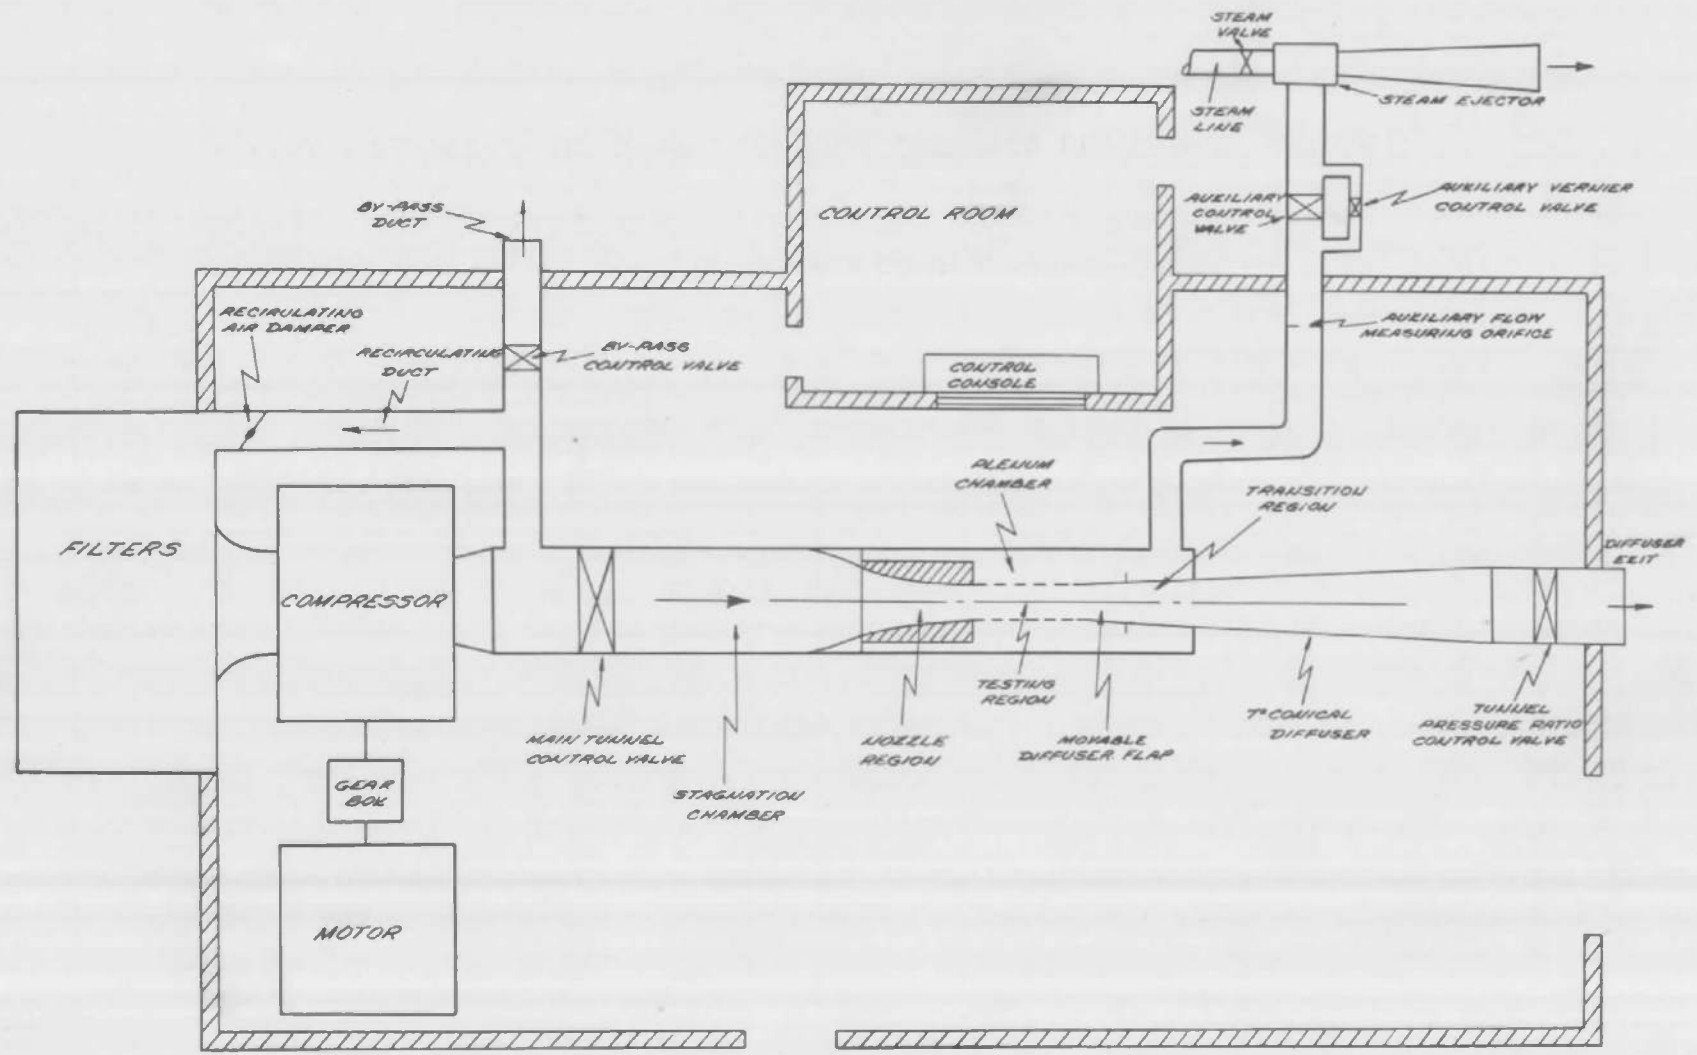 STEAM
VALVE
STEAM
LINE
STEAM EJECTOR
AUXILIARY
CONTROL
VALVE
AUXILIARY VERNIER
CONTROL VALVE
CONTROL ROOM
BY-PASS
DUCT
RECIRCULATING
AIR DAMPER
RECIRCULATING
DUCT
BY-PASS
CONTROL VALVE
CONTROL
CONSOLE
AUXILIARY FLOW
MEASURING ORIFICE
PLENUM
CHAMBER
TRANSITION
REGION
FILTERS
COMPRESSOR
DIFFUSER
EXIT
TESTING
REGION
MAIN TUNNEL
CONTROL VALVE
STAGNATION
CHAMBER
NOZZLE
REGION
MOVABLE
DIFFUSER FLAP
7° CONICAL
DIFFUSER
TUNNEL
PRESSURE RATIO
CONTROL VALVE
GEAR
BOX
MOTOR